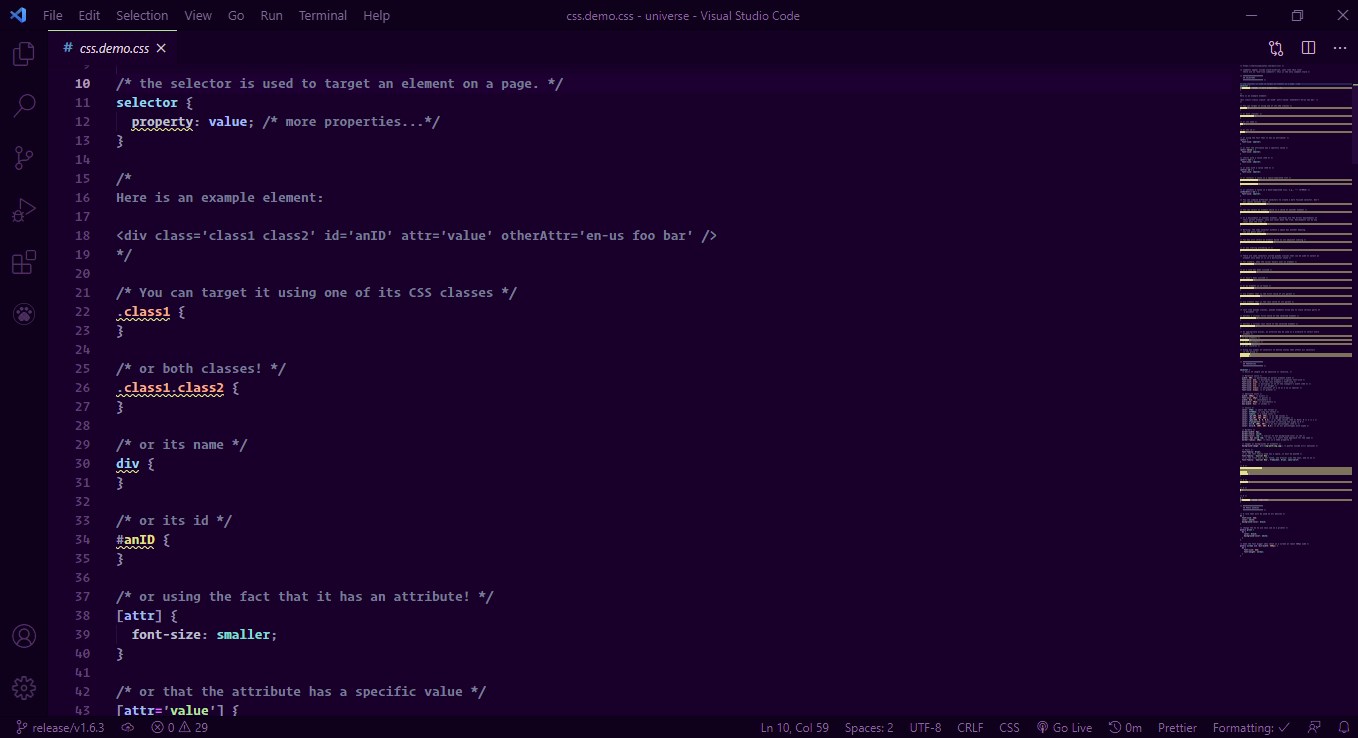 File Edit Selection View Go Run Terminal Help
css.demo.css - universe - Visual Studio Code
# css.demo.css
9
10 /* the selector is used to target an element on a page. */
11 selector {
12 property: value; /* more properties...*/
13 }
14
15 /*
16 Here is an example element:
17
18 <div class='class1 class2' id='anID' attr='value' otherAttr='en-us foo bar' />
19 */
20
21 /* You can target it using one of its CSS classes */
22 .class1 {
23 }
24
25 /* or both classes! */
26 .class1.class2 {
27 }
28
29 /* or its name */
30 div {
31 }
32
33 /* or its id */
34 #anID {
35 }
36
37 /* or using the fact that it has an attribute! */
38 [attr] {
39 font-size: smaller;
40 }
41
42 /* or that the attribute has a specific value */
43 [attr='value'] {
release/v1.6.3 0 29 Ln 10, Col 59 Spaces: 2 UTF-8 CRLF CSS Go Live 0m Prettier Formatting: ✓